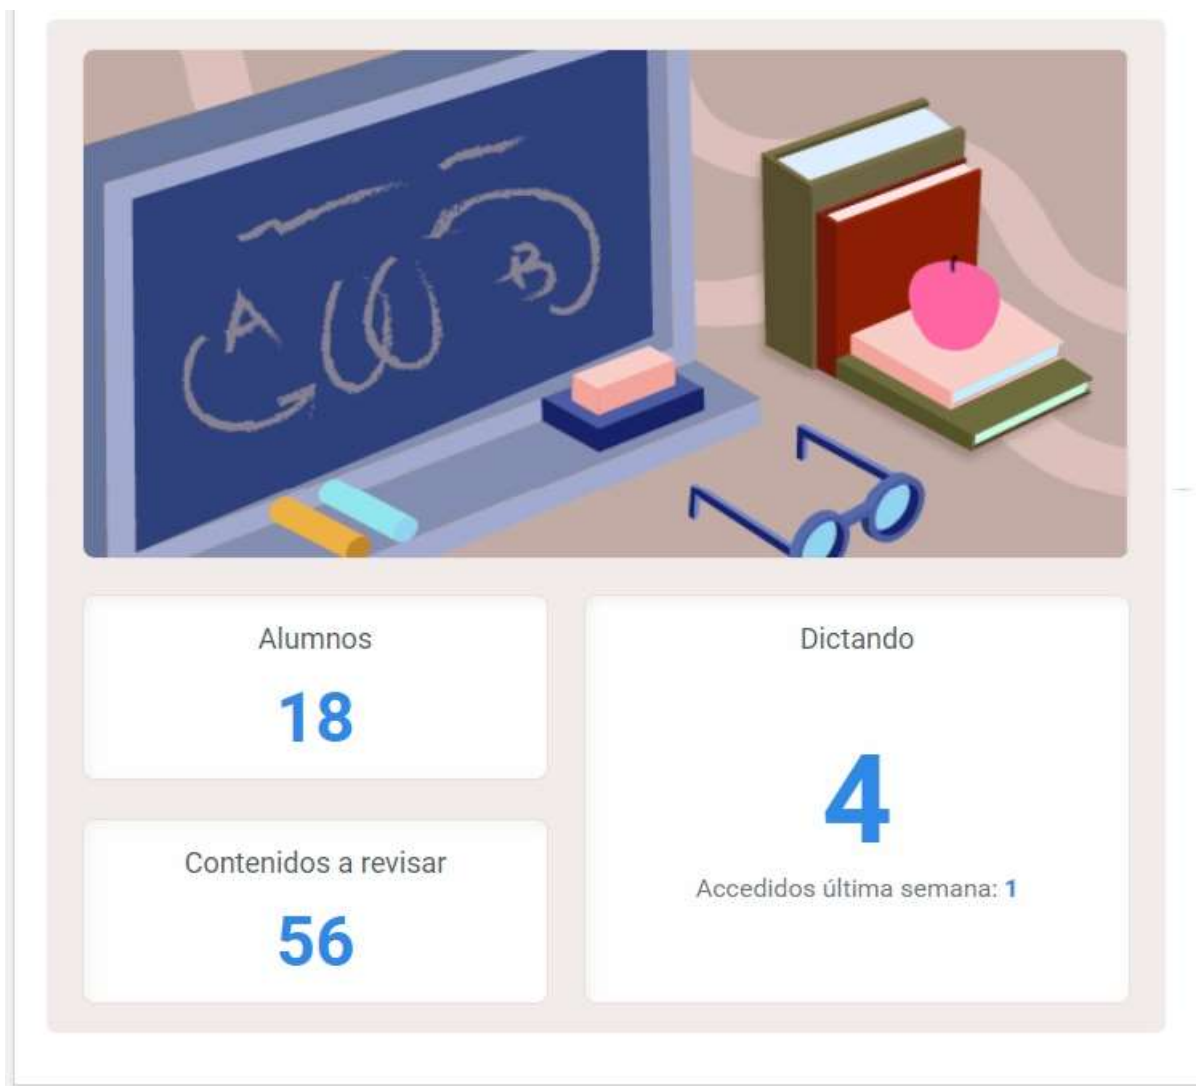 A
B
Alumnos
18
Contenidos a revisar
56
Dictando
4
Accedidos última semana: 1